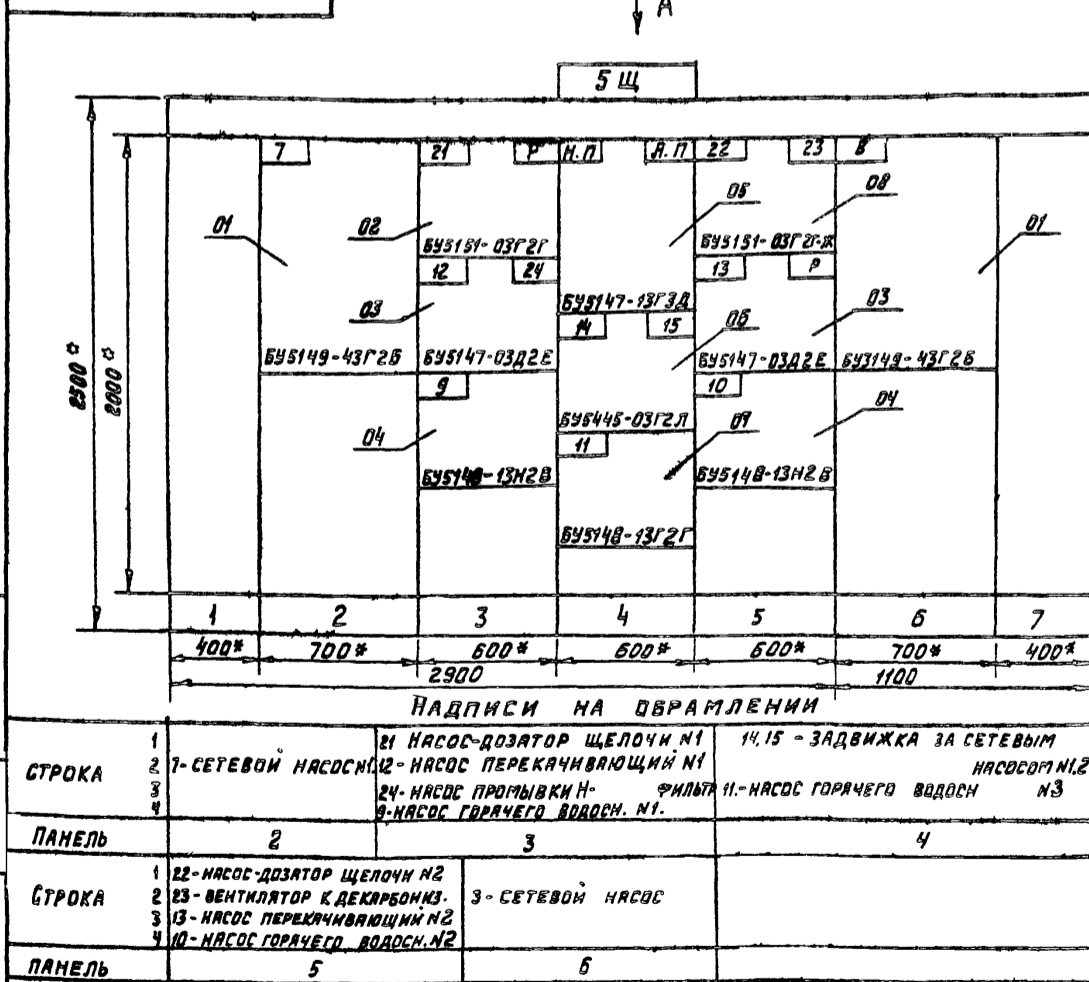 А
5 Щ
7 21 Р Н.П А.П 22 23 В
01 02 05 08 01
БУ5151-03Г2Г БУ5151-03Г2Г-Ж
12 24 13 Р
03 БУ5147-13Г3Д 03
14 15 06
БУ5149-43Г2Б БУ5147-03Д2Е БУ5147-03Д2Е БУ5149-43Г2Б
9 10
04 БУ5445-03Г2Л 07 04
11
БУ5148-13Н2В БУ5148-13Н2В
БУ5148-13Г2Г
2500* 2000*
1 2 3 4 5 6 7
400* 700* 600* 600* 600* 700* 400*
2900 1100
НАДПИСИ НА ОБРАМЛЕНИИ
СТРОКА
1
2
3
4
7-СЕТЕВОЙ НАСОС N1
21 НАСОС-ДОЗАТОР ЩЕЛОЧИ N1
12-НАСОС ПЕРЕКАЧИВАЮЩИЙ N1
24-НАСОС ПРОМЫВКИ Н- ФИЛЬТР
9-НАСОС ГОРЯЧЕГО ВОДОСН. N1.
14,15 - ЗАДВИЖКА ЗА СЕТЕВЫМ
НАСОСОМ N1,2
11.-НАСОС ГОРЯЧЕГО ВОДОСН N3
ПАНЕЛЬ 2 3 4
СТРОКА
1 22-НАСОС-ДОЗАТОР ЩЕЛОЧИ N2
2 23-ВЕНТИЛЯТОР К ДЕКАРБОНИЗ.
3 13-НАСОС ПЕРЕКАЧИВАЮЩИЙ N2
4 10-НАСОС ГОРЯЧЕГО ВОДОСН. N2
3-СЕТЕВОЙ НАСОС
ПАНЕЛЬ 5 6